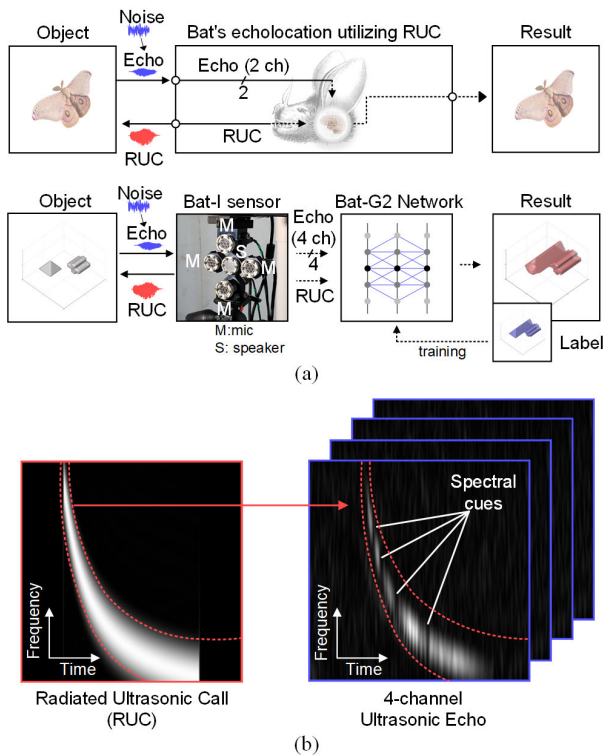 Object
Noise
Bat's echolocation utilizing RUC
Result
Echo
Echo (2 ch)
2
RUC
RUC
Object
Noise
Bat-I sensor
Echo
(4 ch)
Bat-G2 Network
Result
Echo
M
S
M
M
M
4
RUC
RUC
M:mic
S: speaker
training
Label
(a)
Spectral
cues
Frequency
Time
Frequency
Time
Radiated Ultrasonic Call
(RUC)
4-channel
Ultrasonic Echo
(b)